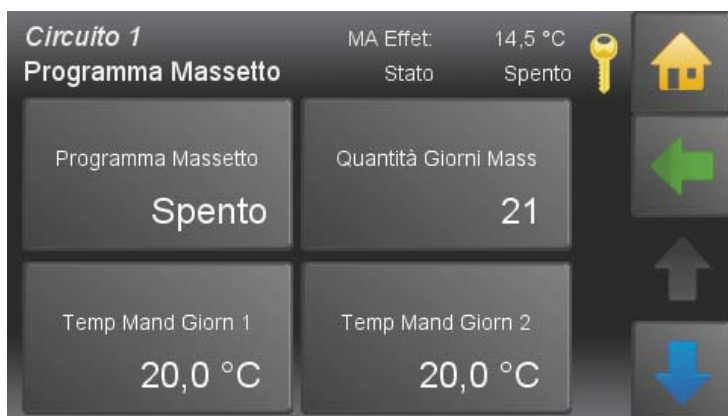 Circuito 1 MA Effet: 14,5 °C
Programma Massetto Stato Spento
Programma Massetto
Spento
Quantità Giorni Mass
21
Temp Mand Giorn 1
20,0 °C
Temp Mand Giorn 2
20,0 °C